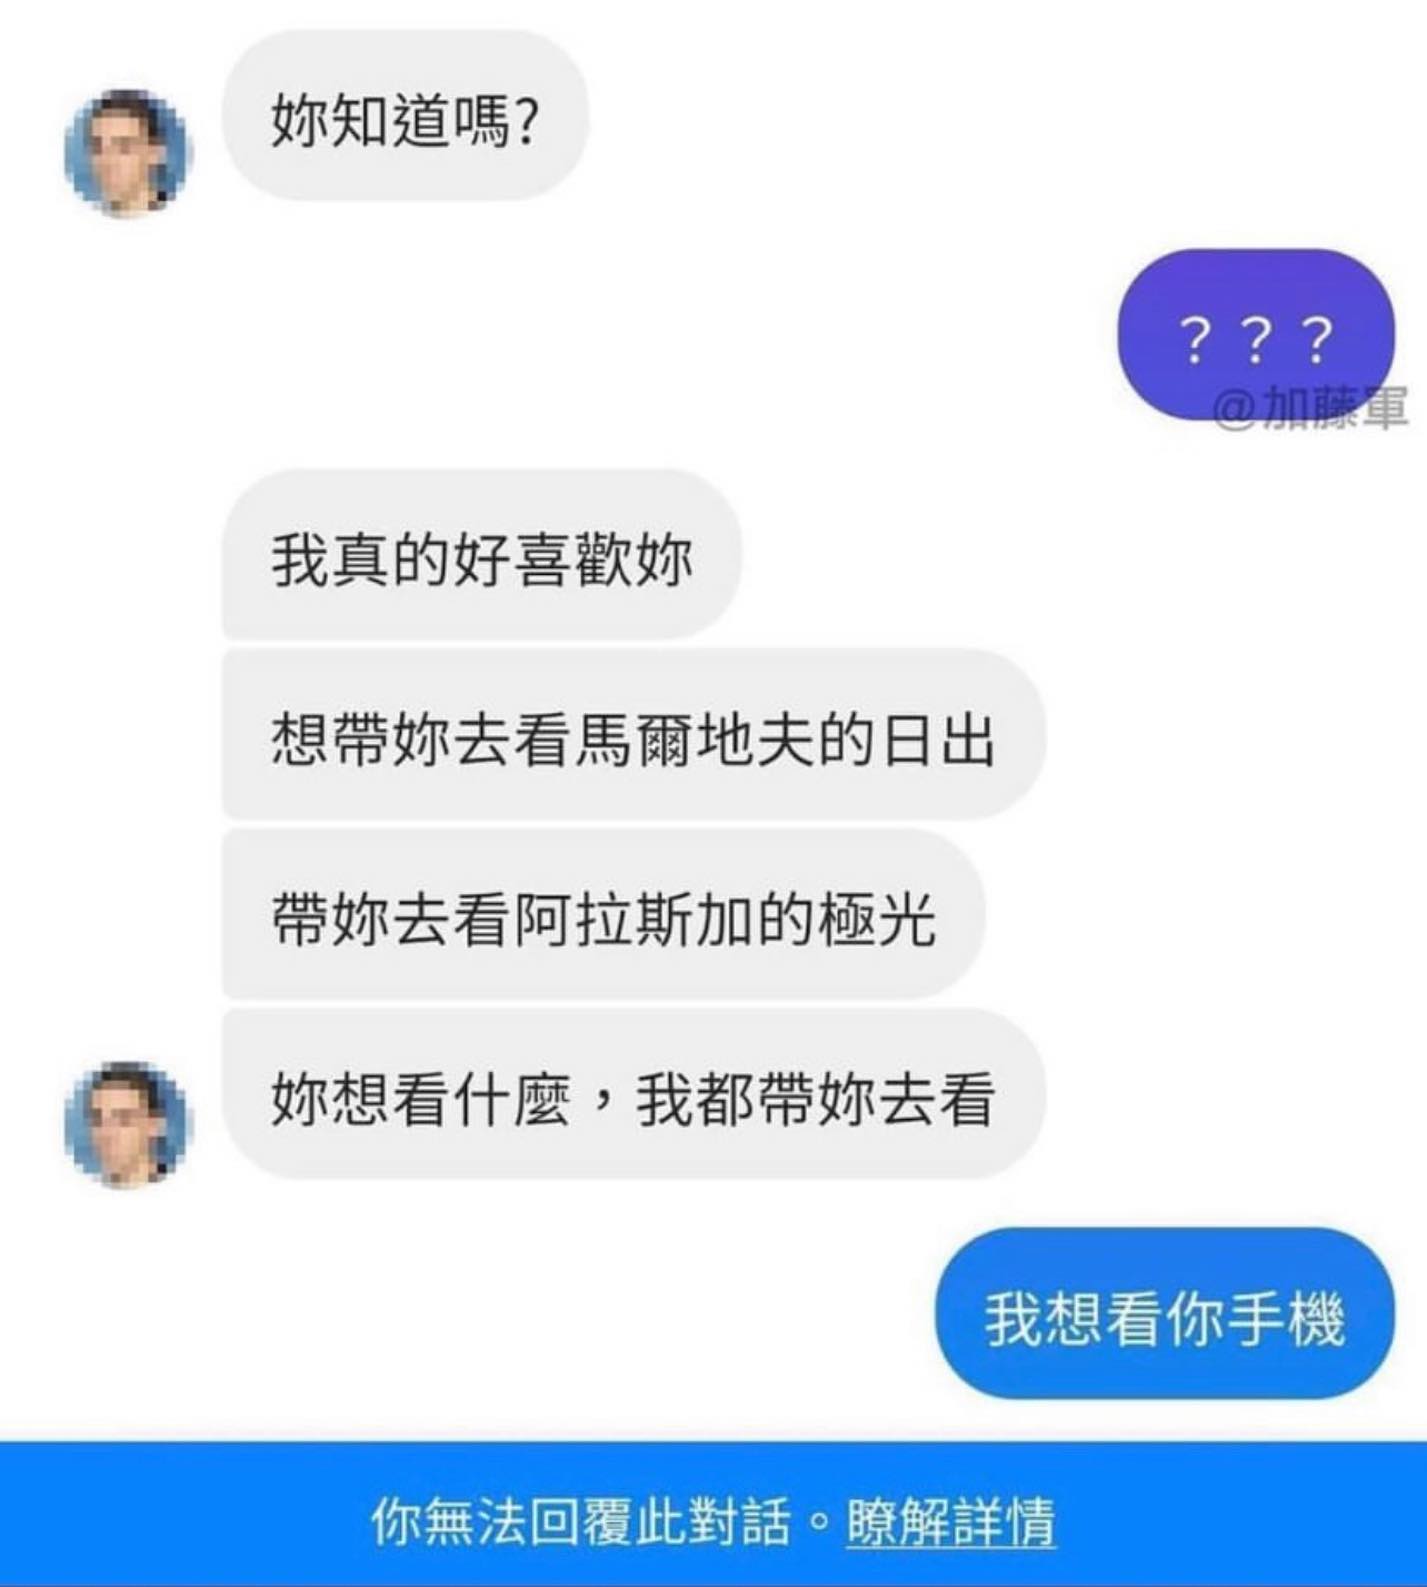 妳知道嗎?
？？？
@加藤軍
我真的好喜歡妳
想帶妳去看馬爾地夫的日出
帶妳去看阿拉斯加的極光
妳想看什麼，我都帶妳去看
我想看你手機
你無法回覆此對話。瞭解詳情